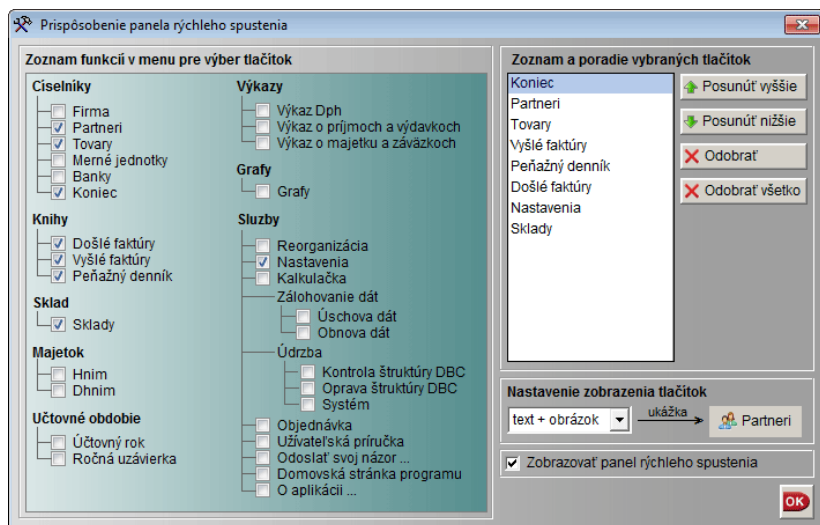 Prispôsobenie panela rýchleho spustenia
Zoznam funkcií v menu pre výber tlačítok
Císelníky
Firma
Partneri
Tovary
Merné jednotky
Banky
Koniec
Knihy
Došlé faktúry
Vyšlé faktúry
Peňažný denník
Sklad
Sklady
Majetok
Hnim
Dhnim
Učtovné obdobie
Účtovný rok
Ročná uzávierka
Výkazy
Výkaz Dph
Výkaz o príjmoch a výdavkoch
Výkaz o majetku a záväzkoch
Grafy
Grafy
Sluzby
Reorganizácia
Nastavenia
Kalkulačka
Zálohovanie dát
Úschova dát
Obnova dát
Údrzba
Kontrola štruktúry DBC
Oprava štruktúry DBC
Systém
Objednávka
Užívateľská príručka
Odoslať svoj názor ...
Domovská stránka programu
O aplikácii ...
Zoznam a poradie vybraných tlačítok
Koniec
Partneri
Tovary
Vyšlé faktúry
Peňažný denník
Došlé faktúry
Nastavenia
Sklady
Posunúť vyššie
Posunúť nižšie
Odobrať
Odobrať všetko
Nastavenie zobrazenia tlačítok
text + obrázok
ukážka
Partneri
Zobrazovať panel rýchleho spustenia
OK